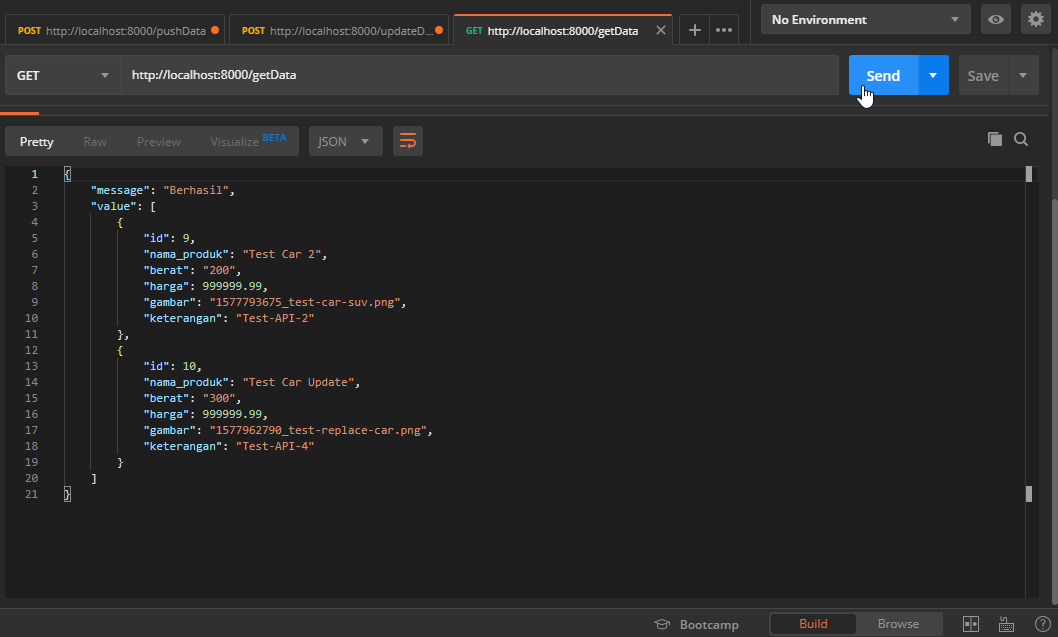 POST http://localhost:8000/pushData
POST http://localhost:8000/updateD...
GET http://localhost:8000/getData
No Environment
GET
http://localhost:8000/getData
Send
Save
Pretty
Raw
Preview
Visualize BETA
JSON
1 {
2 "message": "Berhasil",
3 "value": [
4 {
5 "id": 9,
6 "nama_produk": "Test Car 2",
7 "berat": "200",
8 "harga": 999999.99,
9 "gambar": "1577793675_test-car-suv.png",
10 "keterangan": "Test-API-2"
11 },
12 {
13 "id": 10,
14 "nama_produk": "Test Car Update",
15 "berat": "300",
16 "harga": 999999.99,
17 "gambar": "1577962790_test-replace-car.png",
18 "keterangan": "Test-API-4"
19 }
20 ]
21 }
Bootcamp
Build
Browse